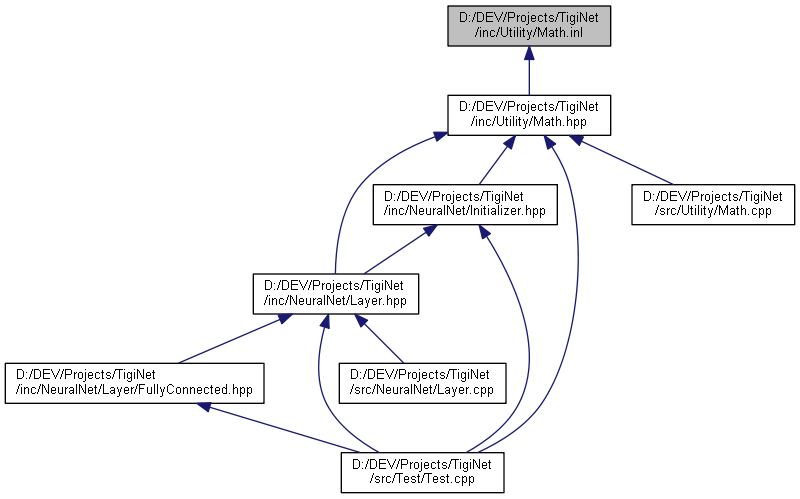 D:/DEV/Projects/TigiNet
/inc/Utility/Math.inl
D:/DEV/Projects/TigiNet
/inc/Utility/Math.hpp
D:/DEV/Projects/TigiNet
/inc/NeuralNet/Initializer.hpp
D:/DEV/Projects/TigiNet
/src/Utility/Math.cpp
D:/DEV/Projects/TigiNet
/inc/NeuralNet/Layer.hpp
D:/DEV/Projects/TigiNet
/inc/NeuralNet/Layer/FullyConnected.hpp
D:/DEV/Projects/TigiNet
/src/NeuralNet/Layer.cpp
D:/DEV/Projects/TigiNet
/src/Test/Test.cpp